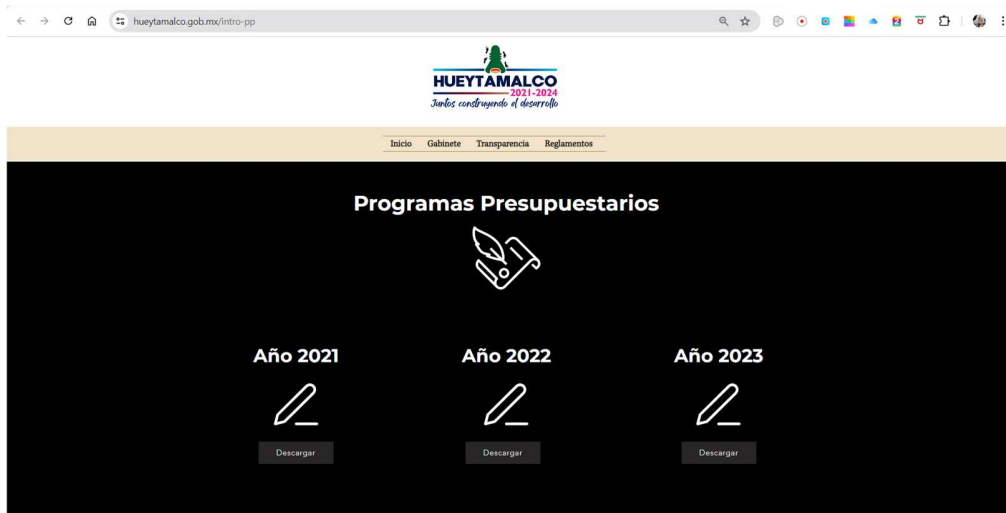 hueytamalco.gob.mx/intro-pp
HUEYTAMALCO
2021-2024
Juntos construyendo el desarrollo
Inicio Gabinete Transparencia Reglamentos
Programas Presupuestarios
Año 2021 Año 2022 Año 2023
Descargar Descargar Descargar